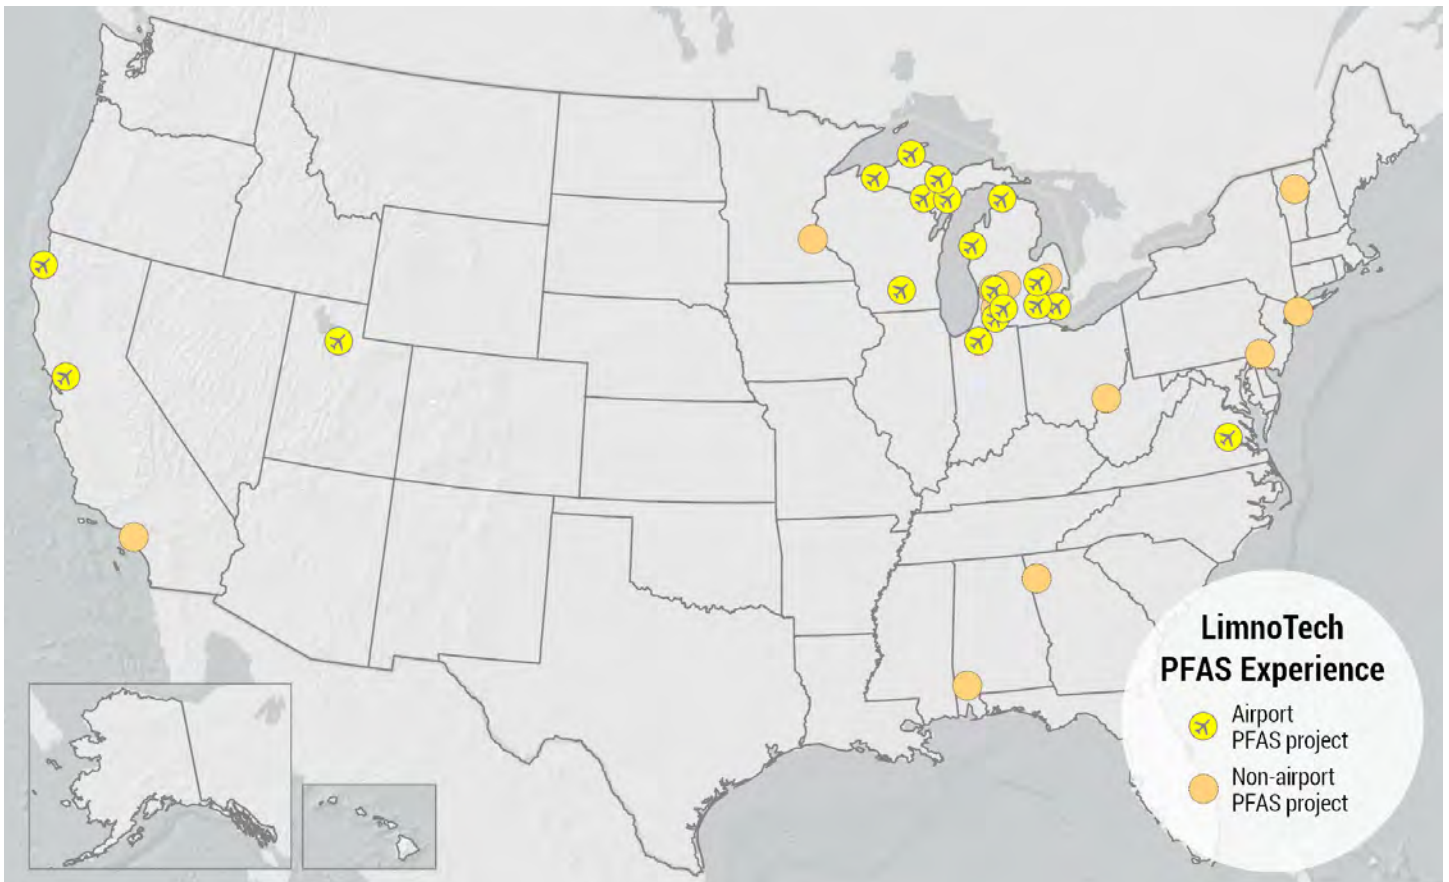 LimnoTech
PFAS Experience
Airport
PFAS project
Non-airport
PFAS project